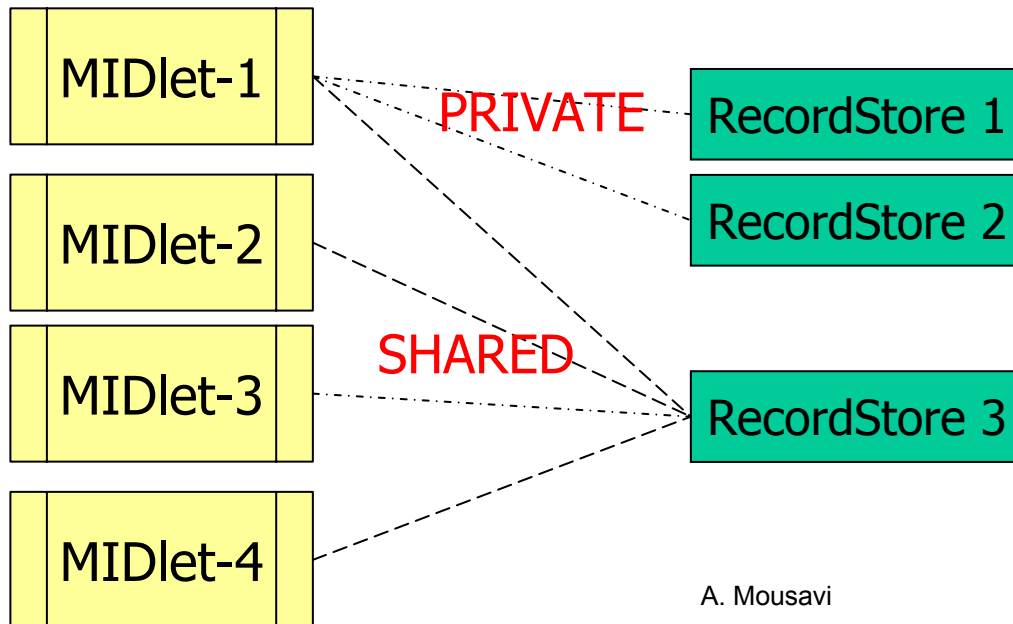 MIDlet-1
PRIVATE
RecordStore 1
MIDlet-2
RecordStore 2
SHARED
MIDlet-3
RecordStore 3
MIDlet-4
A. Mousavi